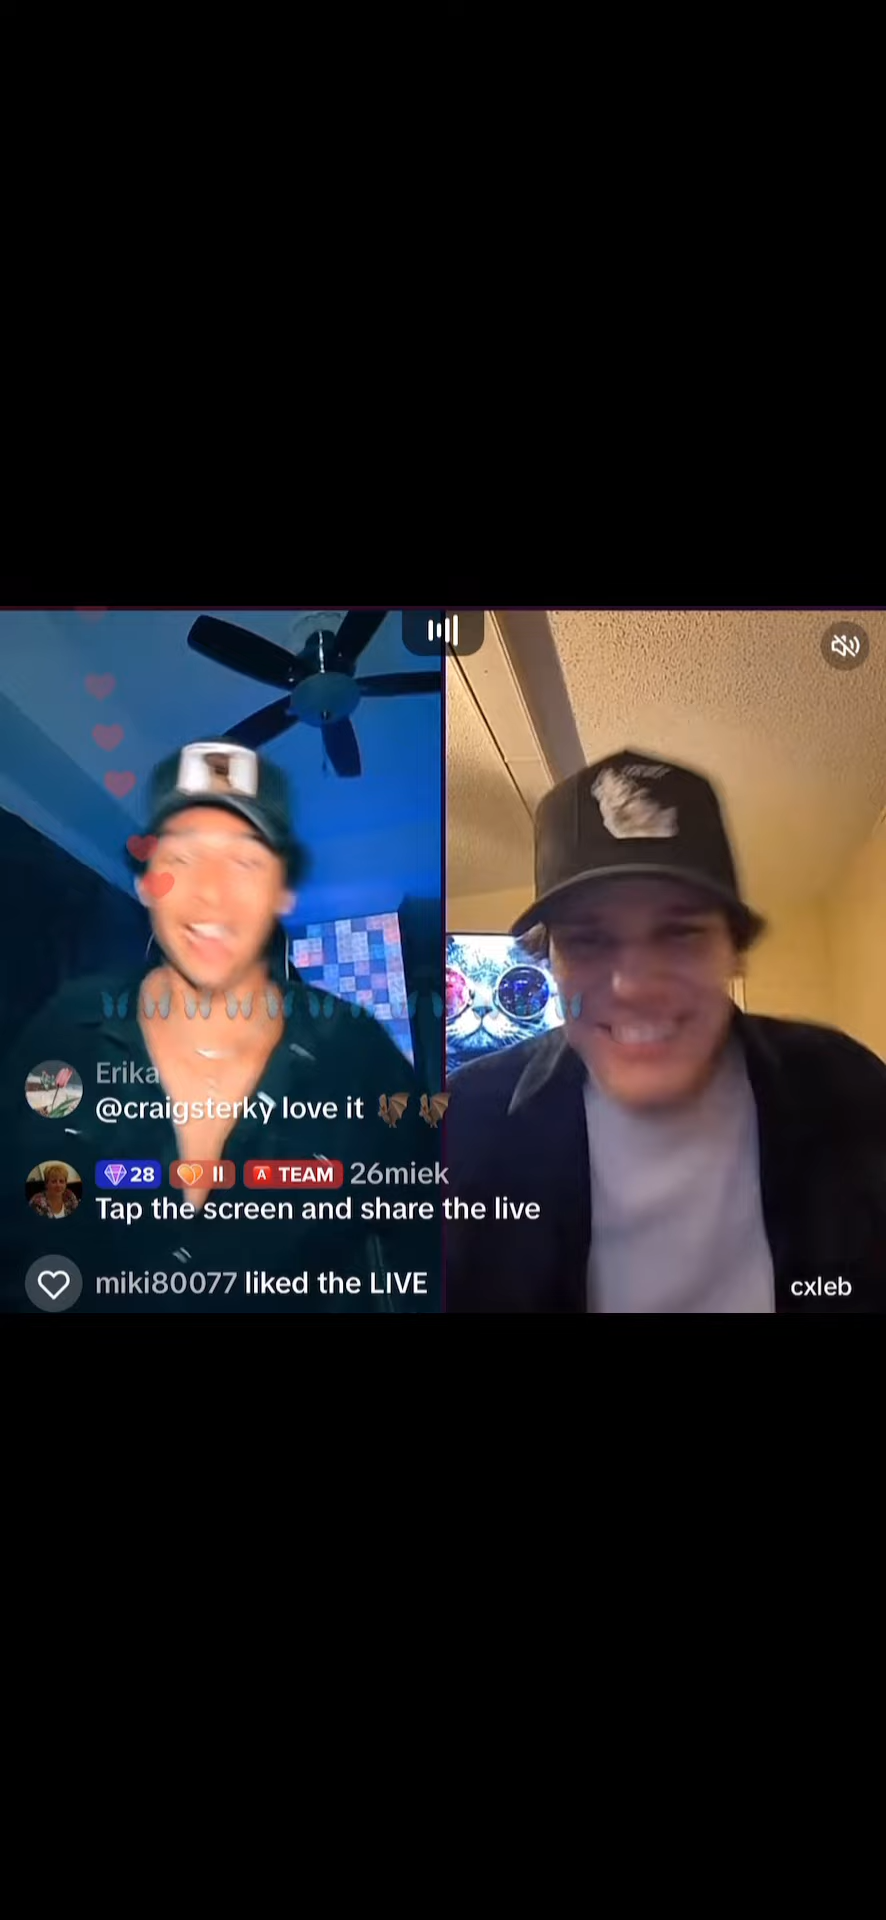 Erika
@craigsterky love it
28 II A TEAM 26miek
Tap the screen and share the live
miki80077 liked the LIVE
cxleb